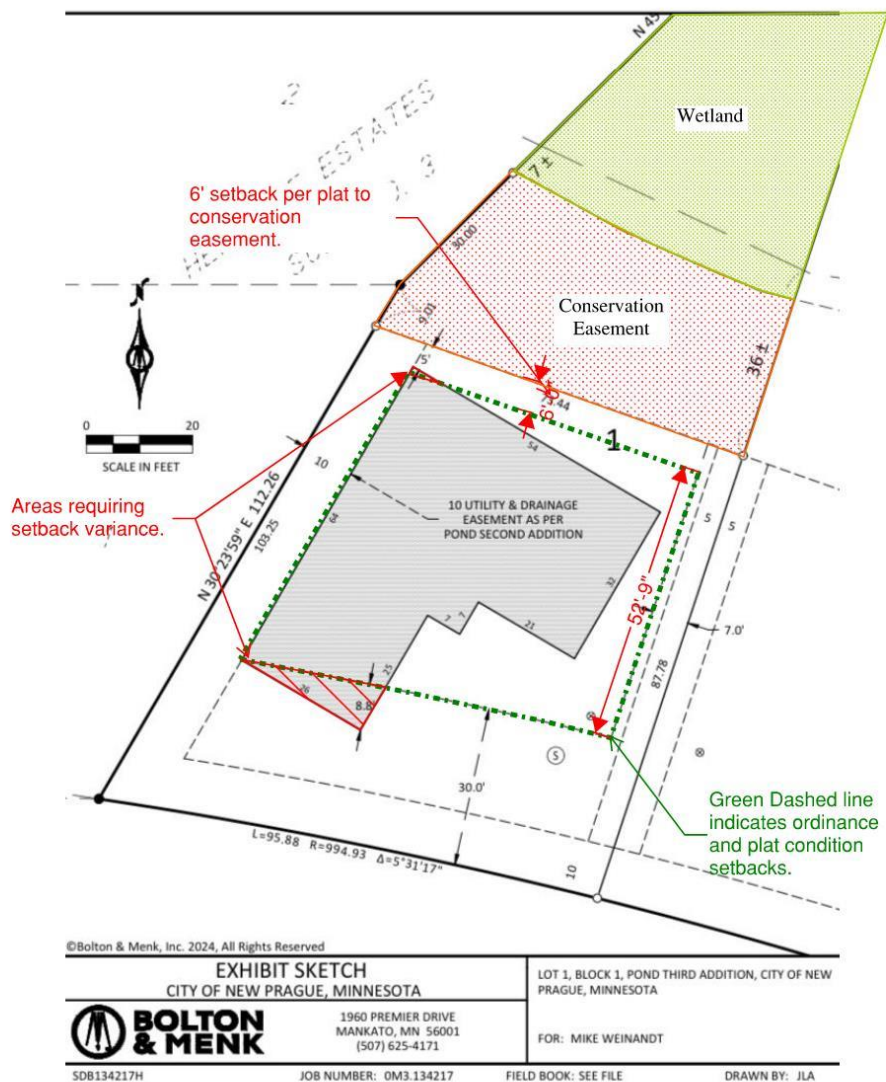 N 45
2
ESTATES
3
Wetland
7 ±
6' setback per plat to
conservation
easement.
30.00
N
9.01
Conservation
Easement
36 ±
5'
6'-0"
.44
0
20
SCALE IN FEET
1
54
10
Areas requiring
setback variance.
10 UTILITY & DRAINAGE
EASEMENT AS PER
POND SECOND ADDITION
5
5
N 30°23'59" E 112.26
103.25
64
32
52'-9"
7
7
21
7.0'
87.78
25
26
8.8
S
30.0'
Green Dashed line
indicates ordinance
and plat condition
setbacks.
L=95.88 R=994.93 Δ=5°31'17"
10
©Bolton & Menk, Inc. 2024, All Rights Reserved
EXHIBIT SKETCH
CITY OF NEW PRAGUE, MINNESOTA
LOT 1, BLOCK 1, POND THIRD ADDITION, CITY OF NEW
PRAGUE, MINNESOTA
BOLTON
& MENK
1960 PREMIER DRIVE
MANKATO, MN 56001
(507) 625-4171
FOR: MIKE WEINANDT
SDB134217H JOB NUMBER: 0M3.134217 FIELD BOOK: SEE FILE DRAWN BY: JLA